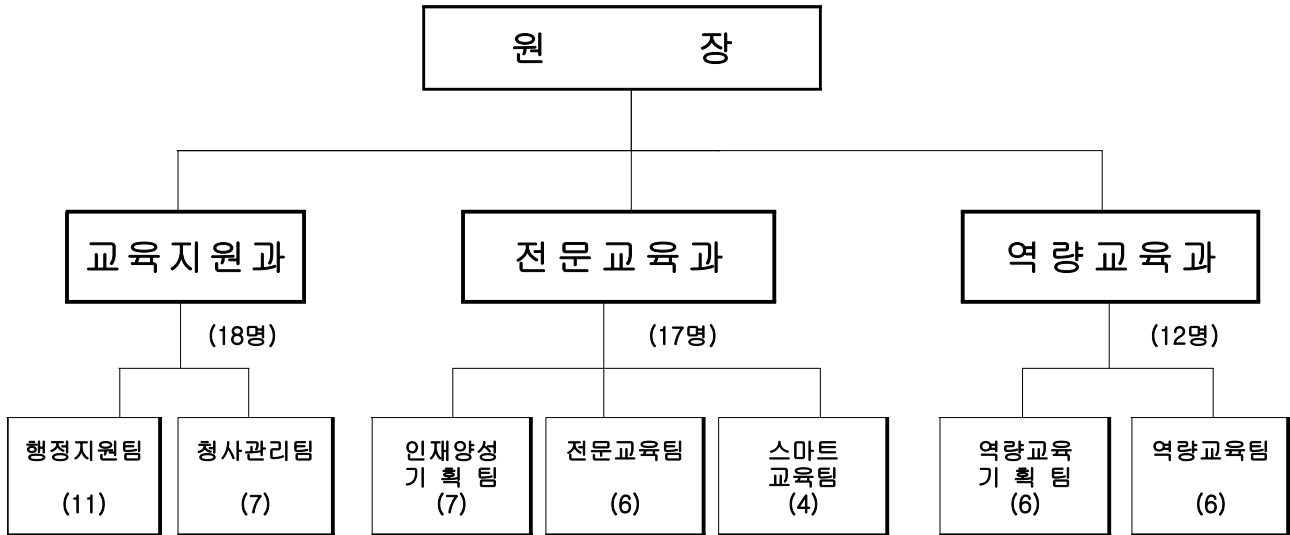 원 장
교육지원과
전문교육과
역량교육과
(18명)
(17명)
(12명)
행정지원팀
(11)
청사관리팀
(7)
인재양성
기 획 팀
(7)
전문교육팀
(6)
스마트
교육팀
(4)
역량교육
기 획 팀
(6)
역량교육팀
(6)